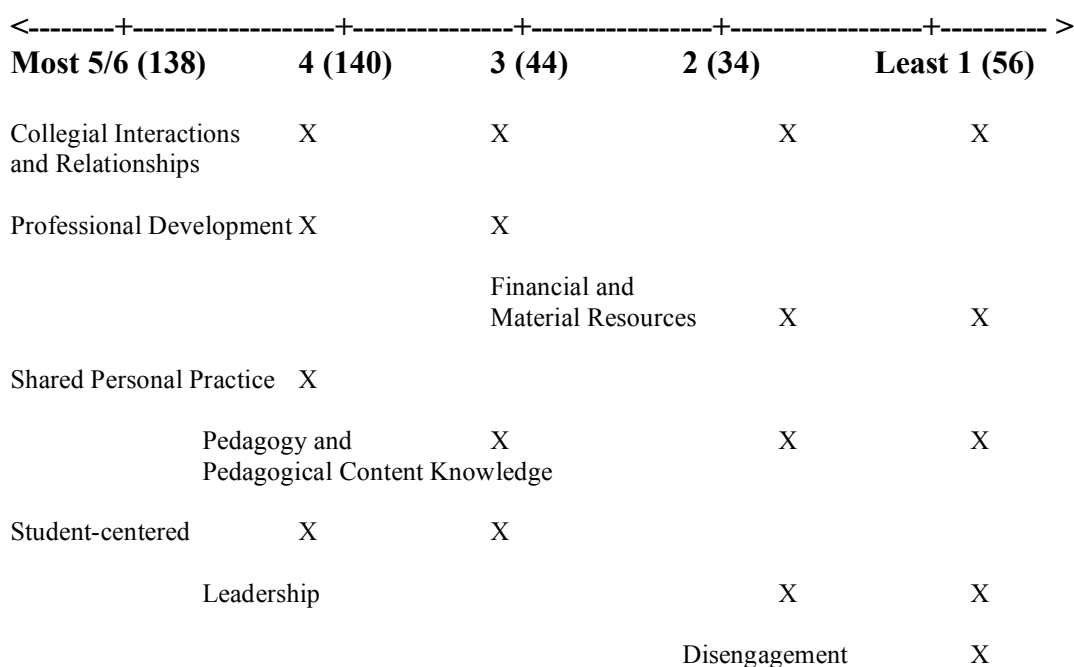 <--------+-------------------+---------------+-----------------+------------------+---------- >
Most 5/6 (138) 4 (140) 3 (44) 2 (34) Least 1 (56)
Collegial Interactions X X X X
and Relationships
Professional Development X X
Financial and
Material Resources X X
Shared Personal Practice X
Pedagogy and X X X
Pedagogical Content Knowledge
Student-centered X X
Leadership X X
Disengagement X